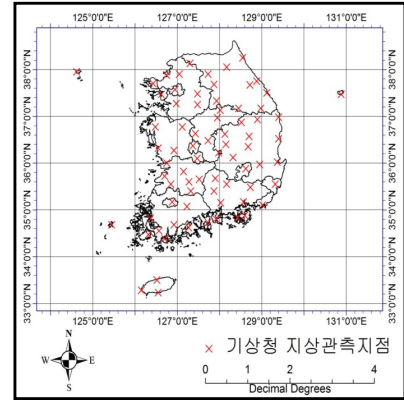 125°0'0"E 127°0'0"E 129°0'0"E 131°0'0"E
38°0'0"N 38°0'0"N
37°0'0"N 37°0'0"N
36°0'0"N 36°0'0"N
35°0'0"N 35°0'0"N
34°0'0"N 34°0'0"N
33°0'0"N 33°0'0"N
125°0'0"E 127°0'0"E 129°0'0"E 131°0'0"E
N
W E
S
기상청 지상관측지점
0 1 2 4
Decimal Degrees